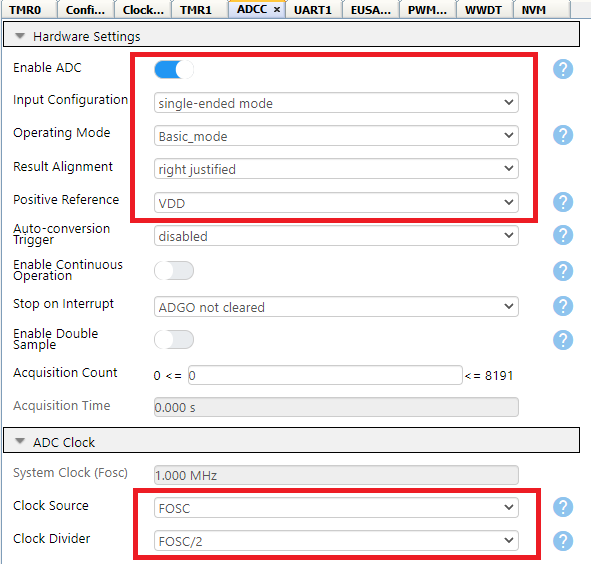 TMR0 Confi... Clock... TMR1 ADCC × UART1 EUSA... PWM... WWDT NVM
Hardware Settings
Enable ADC ?
Input Configuration single-ended mode
Operating Mode Basic_mode ?
Result Alignment right justified
Positive Reference VDD ?
Auto-conversion
Trigger disabled ?
Enable Continuous
Operation ?
Stop on Interrupt ADGO not cleared ?
Enable Double
Sample ?
Acquisition Count 0 <= 0 <= 8191
Acquisition Time 0.000 s
ADC Clock
System Clock (Fosc) 1.000 MHz
Clock Source FOSC ?
Clock Divider FOSC/2 ?